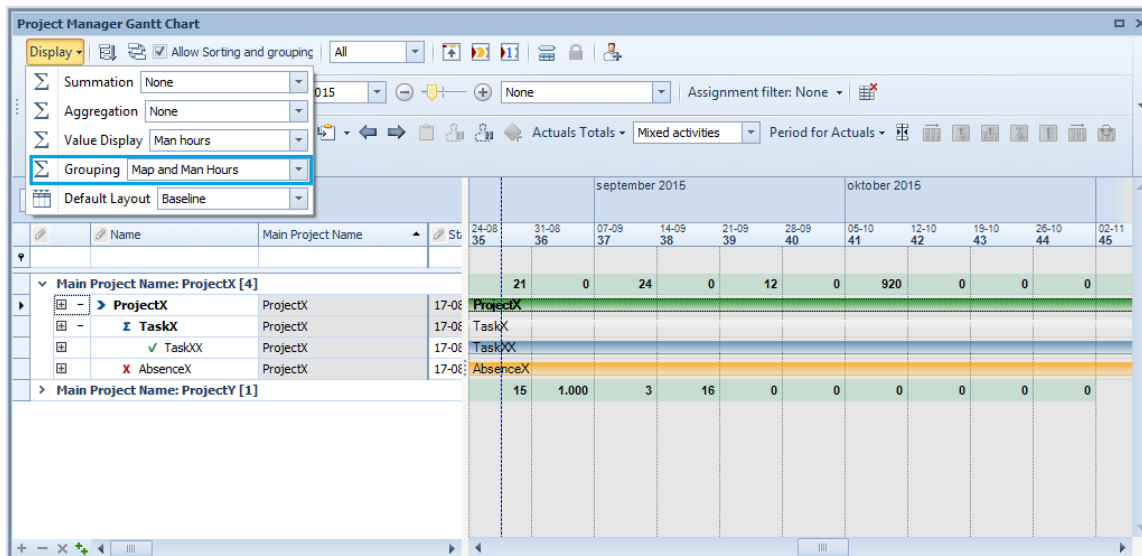 Project Manager Gantt Chart
Display Allow Sorting and grouping All
Summation None
015 None Assignment filter: None
Aggregation None
Value Display Man hours
Actuals Totals Mixed activities Period for Actuals
Grouping Map and Man Hours
Default Layout Baseline
september 2015 oktober 2015
Name Main Project Name Sta
24-08 31-08 07-09 14-09 21-09 28-09 05-10 12-10 19-10 26-10 02-11
35 36 37 38 39 40 41 42 43 44 45
Main Project Name: ProjectX [4] 21 0 24 0 12 0 920 0 0 0
ProjectX ProjectX 17-08 ProjectX
Σ TaskX ProjectX 17-08 TaskX
TaskXX ProjectX 17-08 TaskXX
X AbsenceX ProjectX 17-08 AbsenceX
Main Project Name: ProjectY [1] 15 1.000 3 16 0 0 0 0 0 0